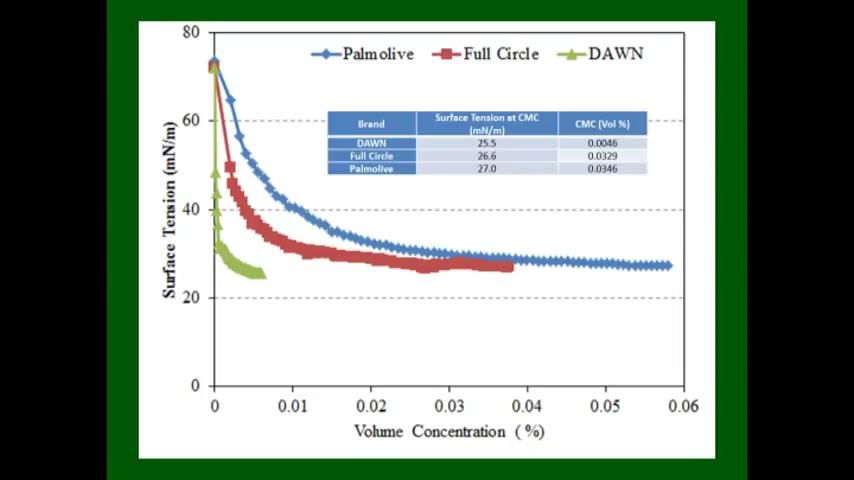 80
Palmolive Full Circle DAWN
Brand Surface Tension at CMC (mN/m) CMC (Vol %)
DAWN 25.5 0.0046
Full Circle 26.6 0.0329
Palmolive 27.0 0.0346
60
40
20
0
Surface Tension (mN/m)
0 0.01 0.02 0.03 0.04 0.05 0.06
Volume Concentration ( %)